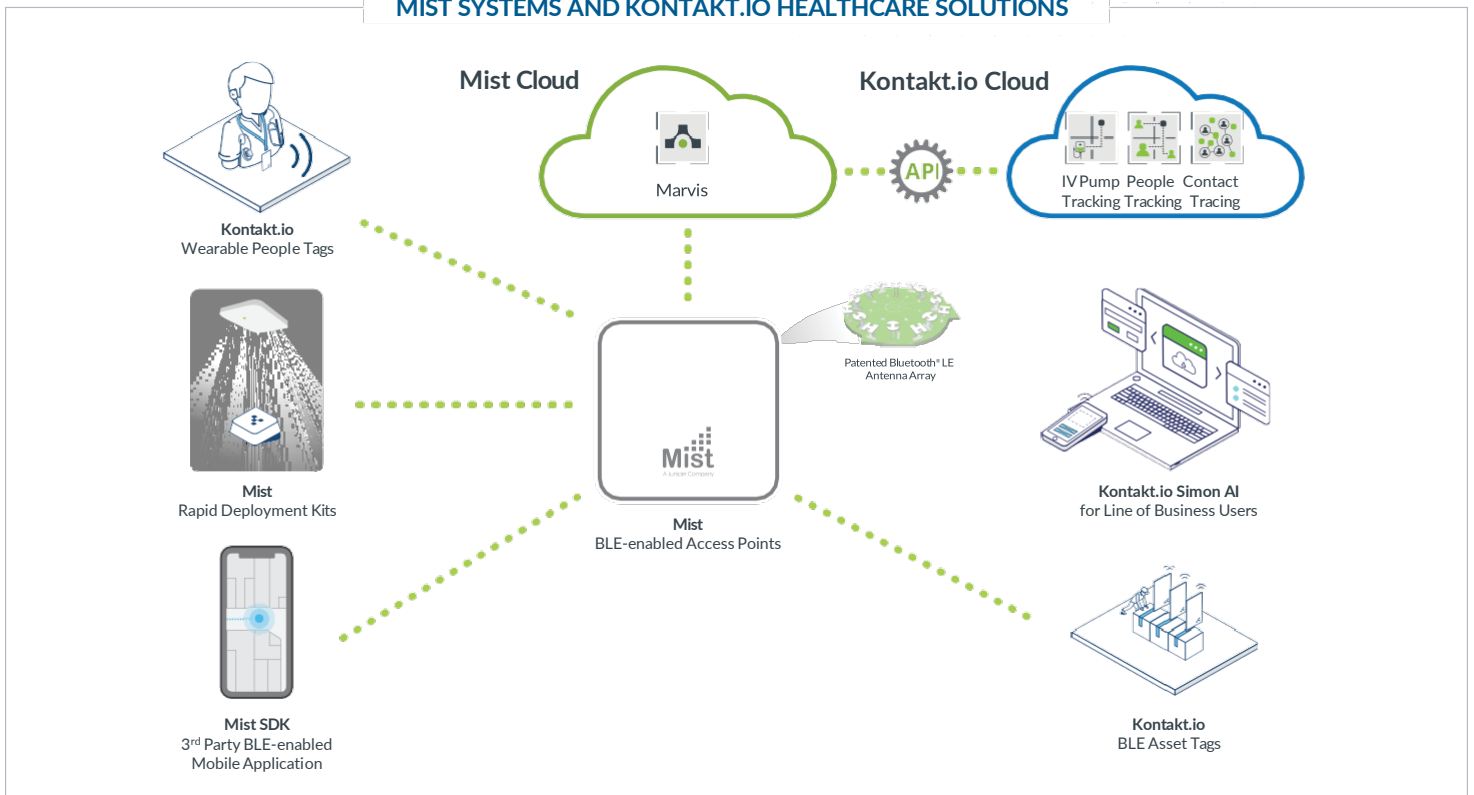 MIST SYSTEMS AND KONTAKT.IO HEALTHCARE SOLUTIONS
Mist Cloud
Kontakt.io Cloud
Marvis
API
IV Pump Tracking
People Tracking
Contact Tracing
Kontakt.io
Wearable People Tags
Patented Bluetooth® LE
Antenna Array
Mist
A Juniper Company
Mist
Rapid Deployment Kits
Mist
BLE-enabled Access Points
Kontakt.io Simon AI
for Line of Business Users
Mist SDK
3rd Party BLE-enabled
Mobile Application
Kontakt.io
BLE Asset Tags